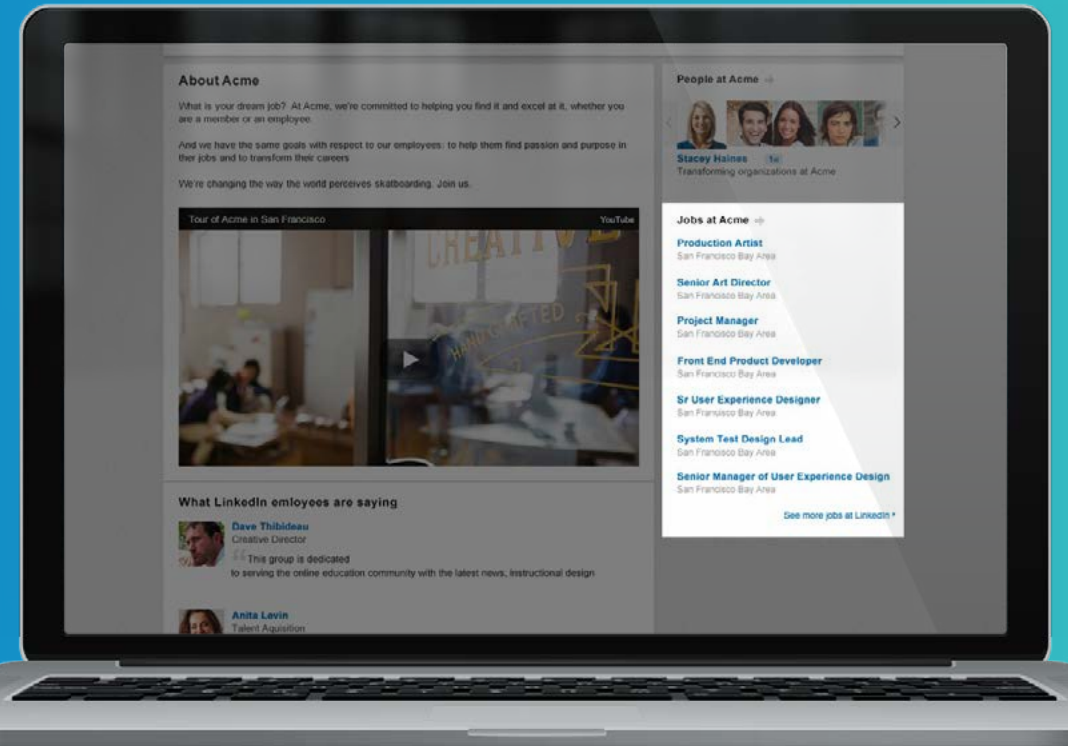 About Acme
What is your dream job? At Acme, we're committed to helping you find it and excel at it, whether you
are a member or an employee.
And we have the same goals with respect to our employees: to help them find passion and purpose in
ther jobs and to transform their careers
We're changing the way the world perceives skatboarding. Join us.
Tour of Acme in San Francisco
YouTube
CREATIVE
HANDCRAFTED
What LinkedIn emloyees are saying
Dave Thibideau
Creative Director
“This group is dedicated
to serving the online education community with the latest news, instructional design
Anita Levin
Talent Aquisition
People at Acme
Stacey Haines 1st
Transforming organizations at Acme
Jobs at Acme
Production Artist
San Francisco Bay Area
Senior Art Director
San Francisco Bay Area
Project Manager
San Francisco Bay Area
Front End Product Developer
San Francisco Bay Area
Sr User Experience Designer
San Francisco Bay Area
System Test Design Lead
San Francisco Bay Area
Senior Manager of User Experience Design
San Francisco Bay Area
See more jobs at LinkedIn